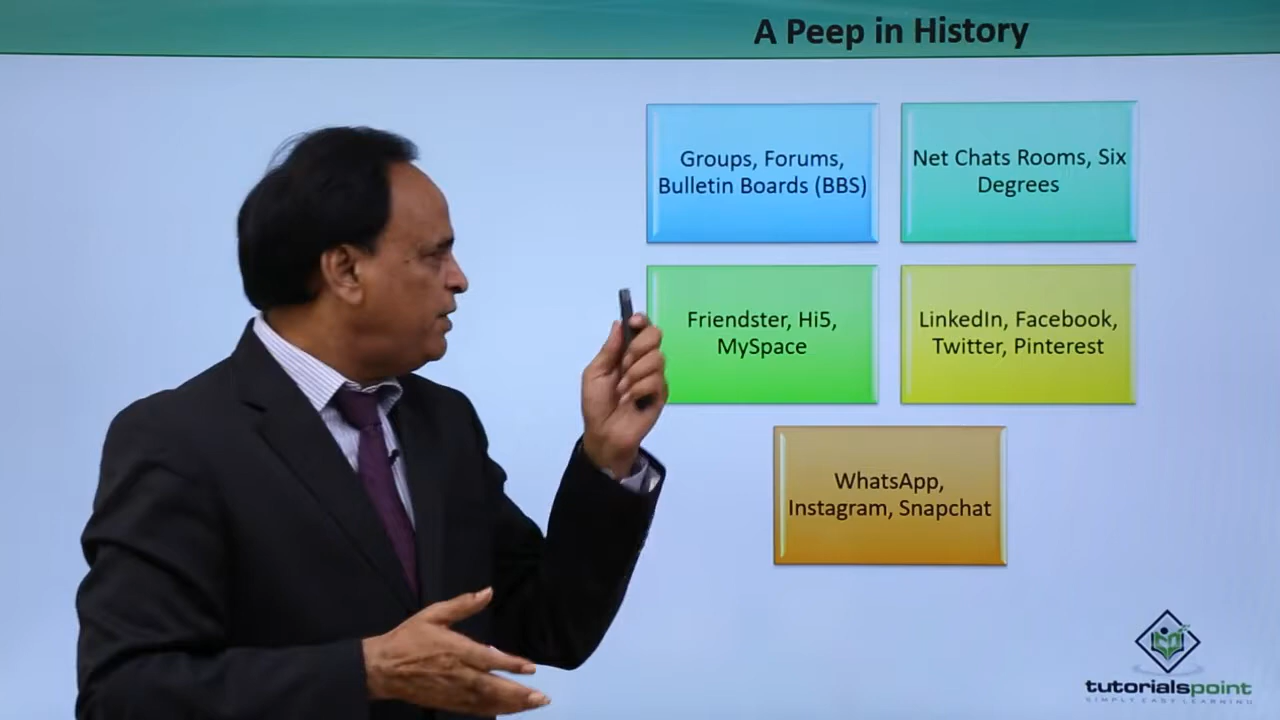 A Peep in History
Groups, Forums,
Bulletin Boards (BBS)
Net Chats Rooms, Six
Degrees
Friendster, Hi5,
MySpace
LinkedIn, Facebook,
Twitter, Pinterest
WhatsApp,
Instagram, Snapchat
tutorialspoint
SIMPLY EASY LEARNING